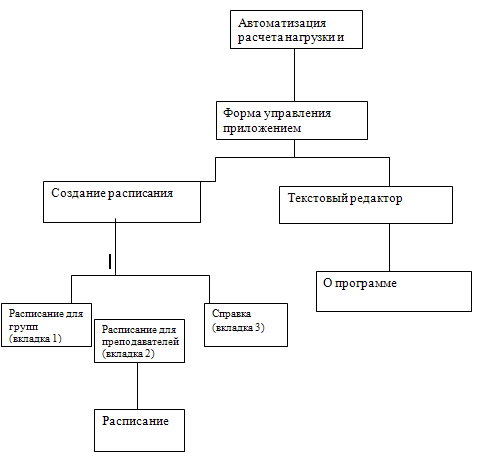 Автоматизация
расчета нагрузки и
Форма управления
приложением
Создание расписания
Текстовый редактор
О программе
Расписание для
групп
(вкладка 1)
Расписание для
преподавателей
(вкладка 2)
Справка
(вкладка 3)
Расписание